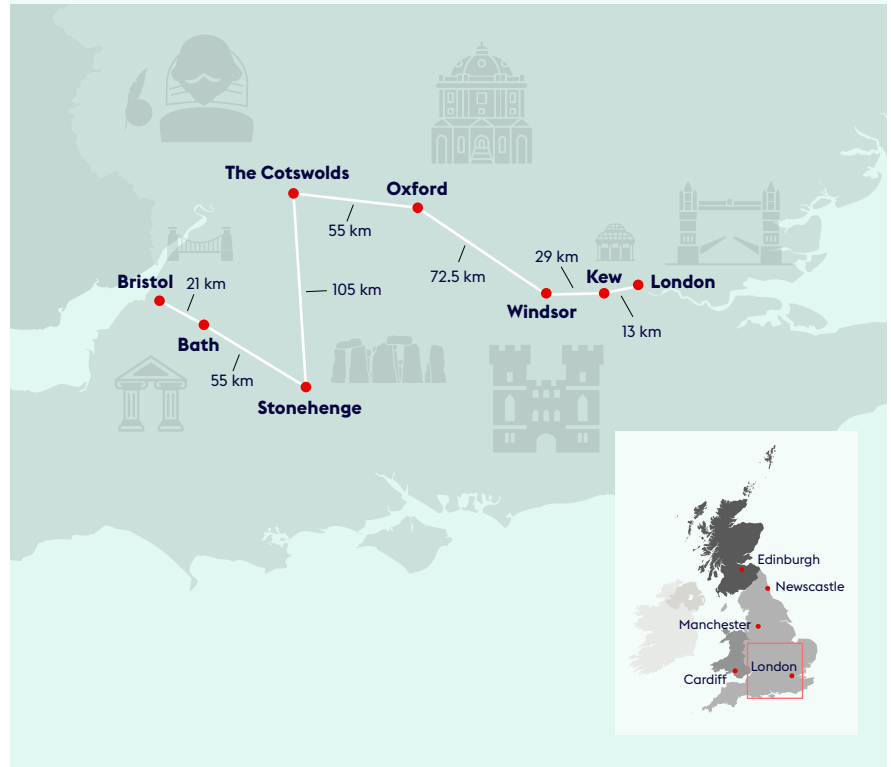 The Cotswolds
Oxford
55 km
72.5 km
29 km
Kew
London
Windsor
13 km
Bristol
21 km
105 km
Bath
55 km
Stonehenge
Edinburgh
Newscastle
Manchester
London
Cardiff